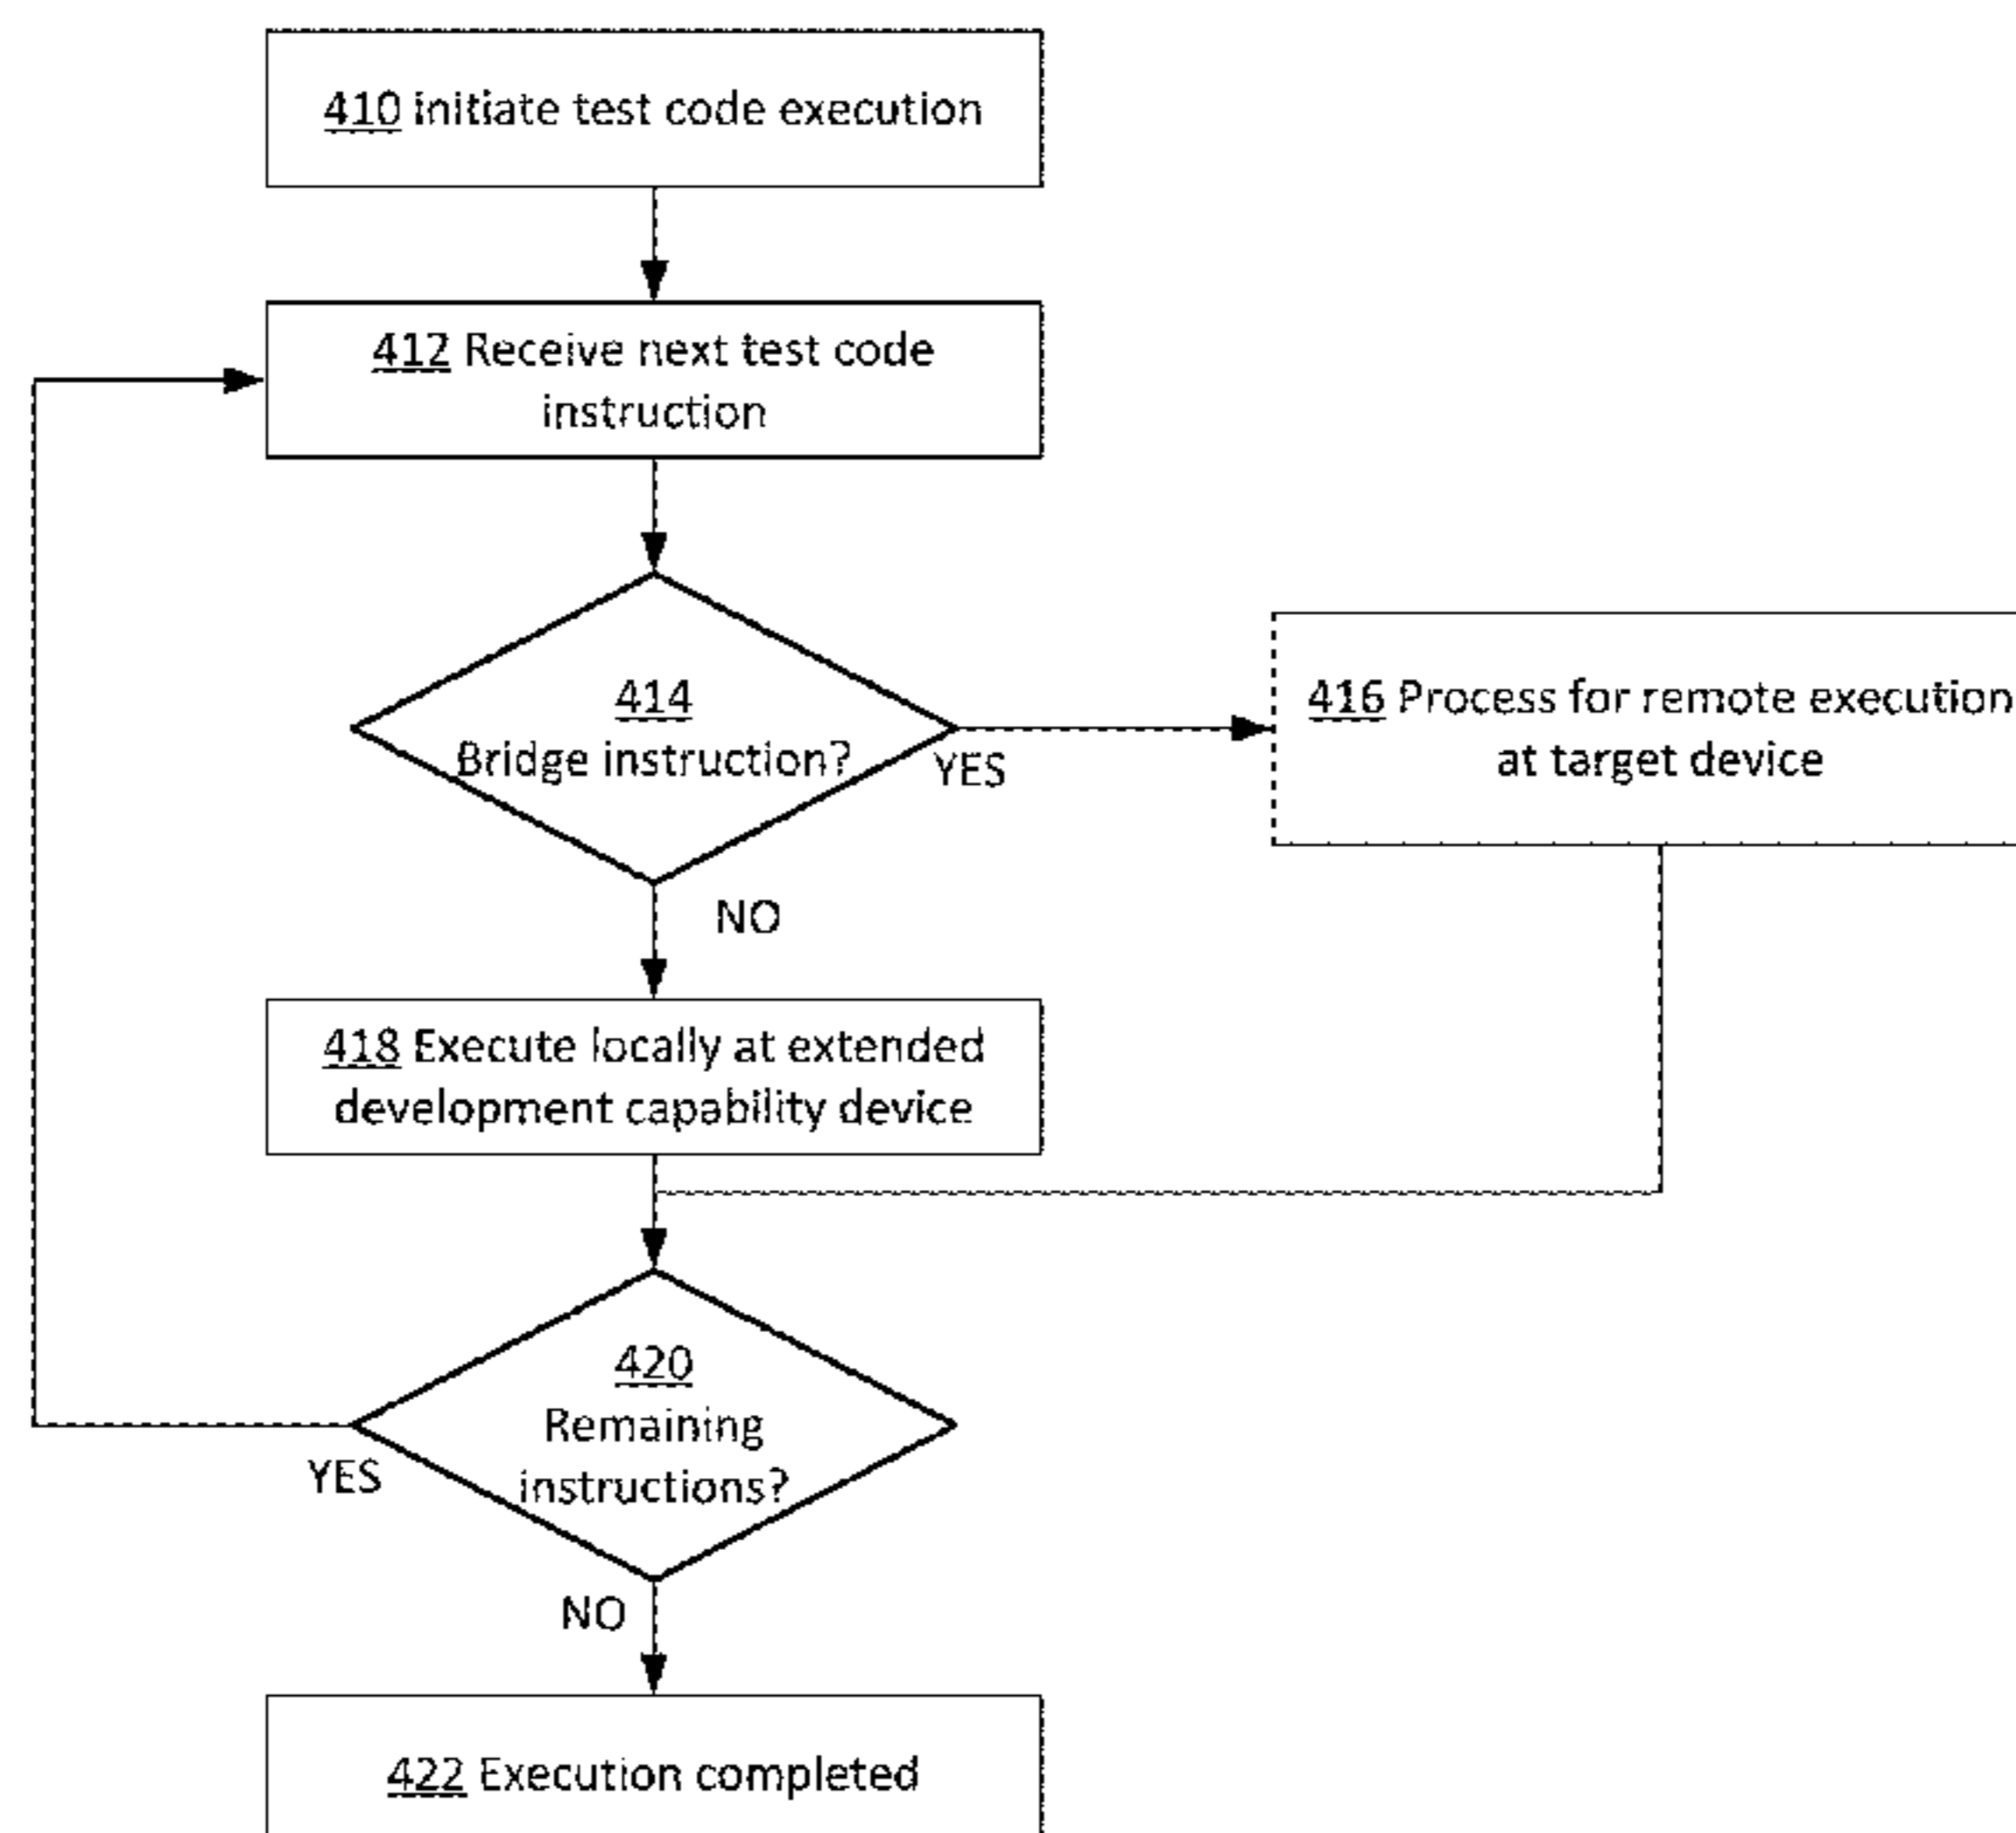 410 Initiate test code execution
412 Receive next test code
instruction
414
Bridge instruction?
YES
416 Process for remote execution
at target device
NO
418 Execute locally at extended
development capability device
420
Remaining
instructions?
YES
NO
422 Execution completed